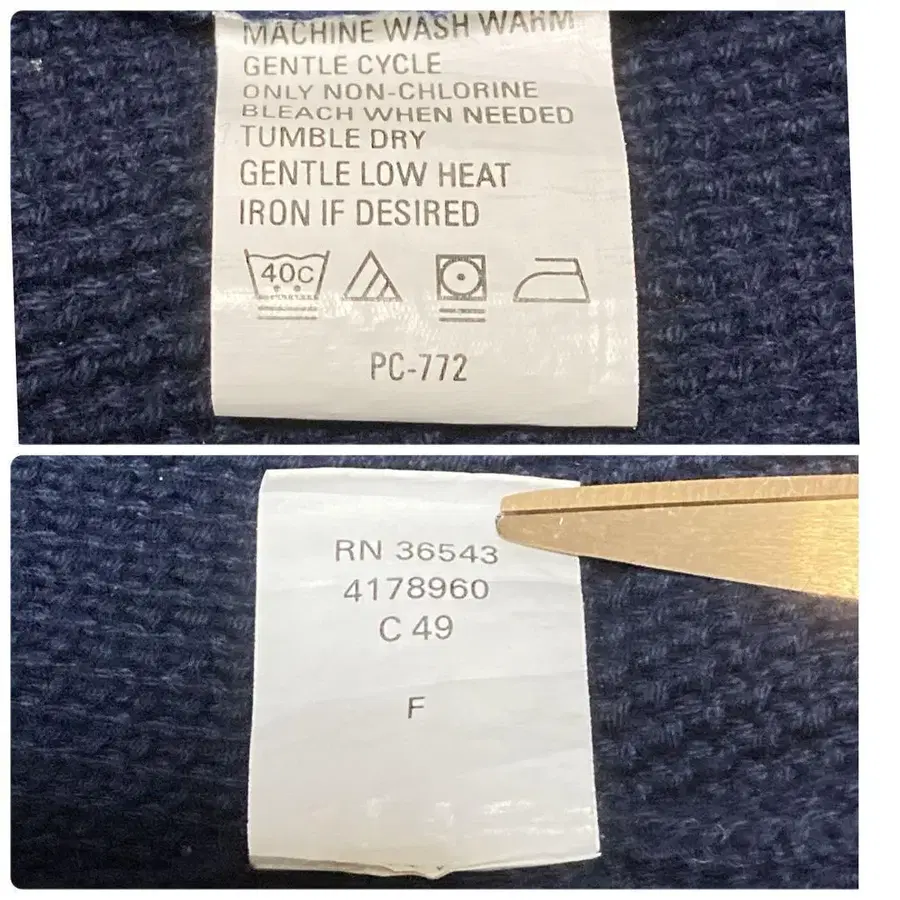 MACHINE WASH WARM
GENTLE CYCLE
ONLY NON-CHLORINE
BLEACH WHEN NEEDED
TUMBLE DRY
GENTLE LOW HEAT
IRON IF DESIRED
40C
PC-772
RN 36543
4178960
C 49
F